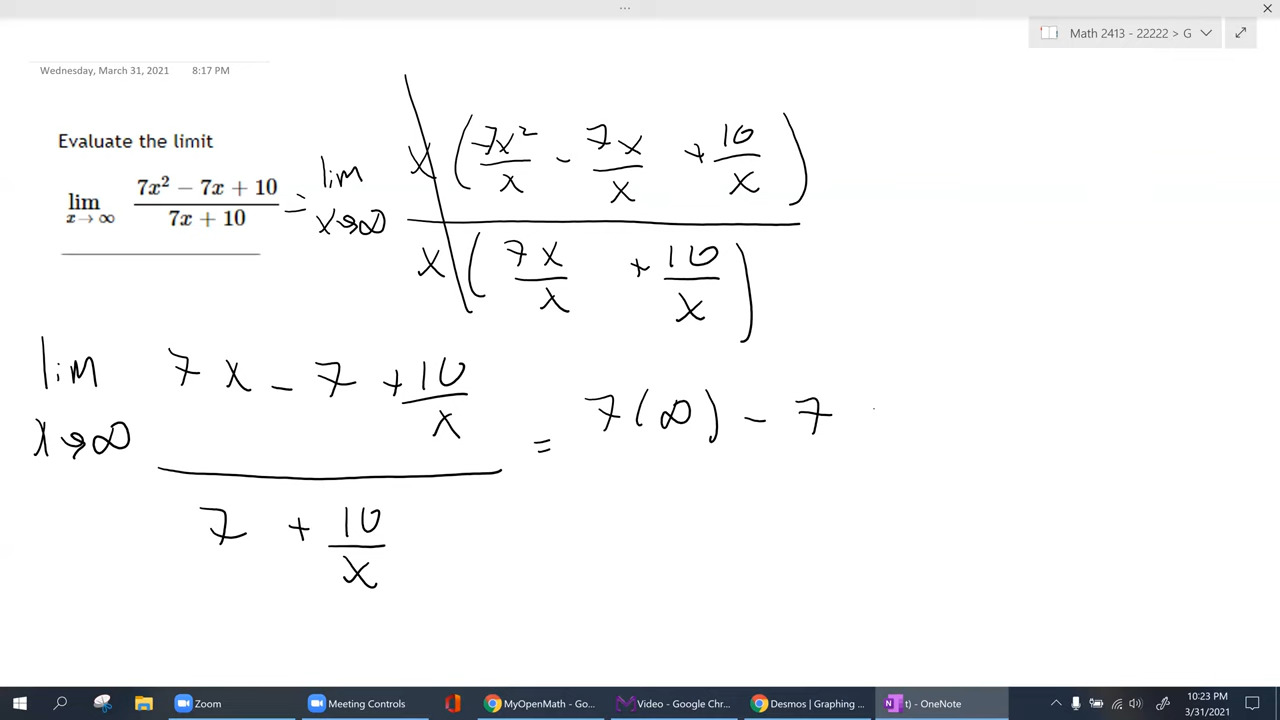 Math 2413 - 22222 > G
Wednesday, March 31, 2021 8:17 PM
Evaluate the limit
lim x→∞ (7x² − 7x + 10)/(7x + 10) = lim x→∞ x(7x²/x - 7x/x + 10/x) / x(7x/x + 10/x)
lim x→∞ (7x - 7 + 10/x)/(7 + 10/x) = 7(∞) - 7
Zoom
Meeting Controls
MyOpenMath - Go...
Video - Google Chr...
Desmos | Graphing ...
t) - OneNote
10:23 PM
3/31/2021